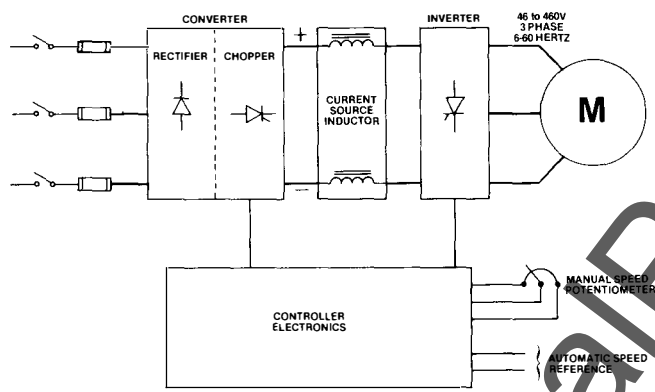 CONVERTER
INVERTER
46 to 460V
3 PHASE
6-60 HERTZ
+
RECTIFIER
CHOPPER
CURRENT
SOURCE
INDUCTOR
M
–
CONTROLLER
ELECTRONICS
MANUAL SPEED
POTENTIOMETER
AUTOMATIC SPEED
REFERENCE